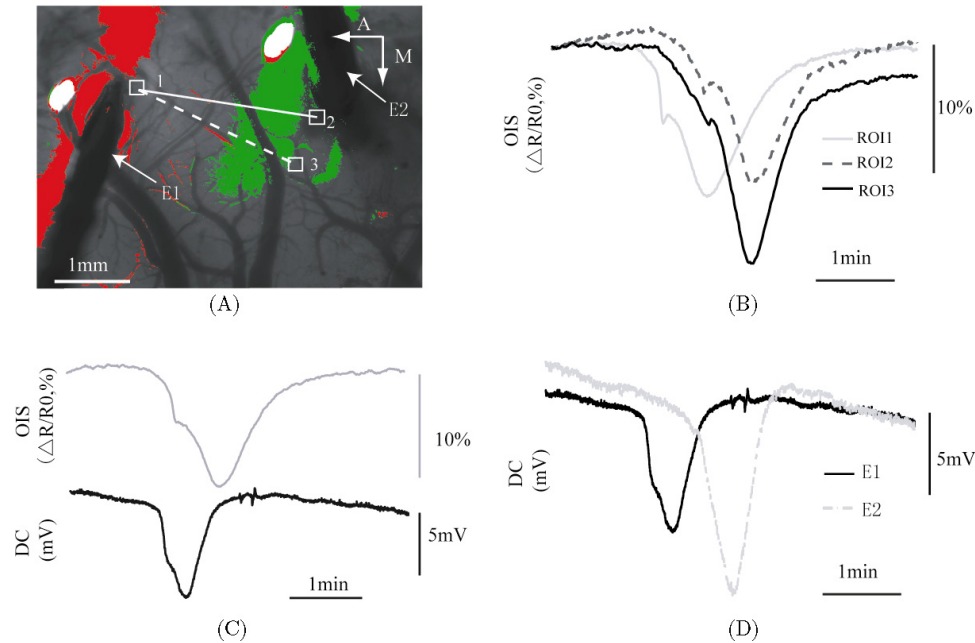 A
M
E2
1
2
3
E1
1mm
(A)
OIS
(△R/R0,%)
10%
ROI1
ROI2
ROI3
1min
(B)
OIS
(△R/R0,%)
10%
DC
(mV)
5mV
1min
(C)
DC
(mV)
5mV
E1
E2
1min
(D)